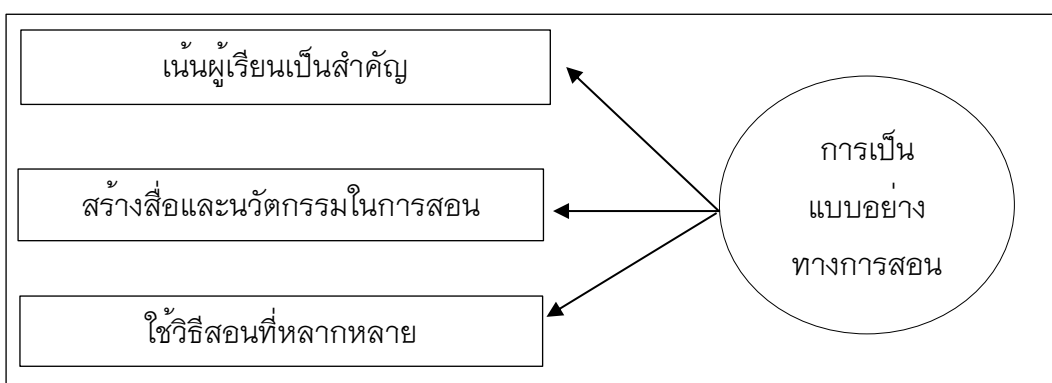 เน้นผู้เรียนเป็นสำคัญ
สร้างสื่อและนวัตกรรมในการสอน
ใช้วิธีสอนที่หลากหลาย
การเป็น
แบบอย่าง
ทางการสอน